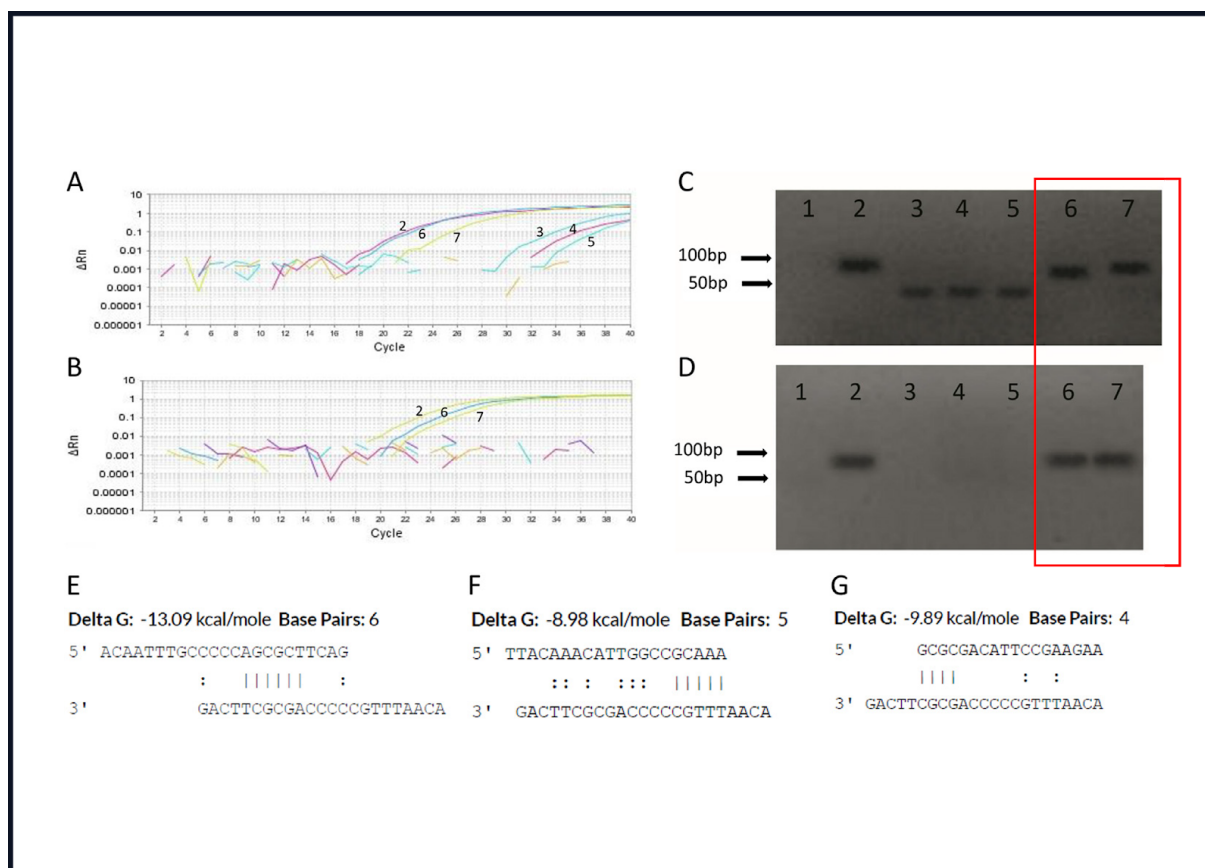 A
10
1
0.1
0.01
0.001
0.0001
0.00001
0.000001
ΔRn
2 6 7 3 4 5
2 4 6 8 10 12 14 16 18 20 22 24 26 28 30 32 34 36 38 40
Cycle
B
10
1
0.1
0.01
0.001
0.0001
0.00001
0.000001
ΔRn
2 6 7
2 4 6 8 10 12 14 16 18 20 22 24 26 28 30 32 34 36 38 40
Cycle
C
1 2 3 4 5 6 7
100bp
50bp
D
1 2 3 4 5 6 7
100bp
50bp
E
Delta G: -13.09 kcal/mole Base Pairs: 6
5' ACAATTTGCCCCCAGCGCTTCAG
: |||||| :
3' GACTTCGCGACCCCCGTTTAACA
F
Delta G: -8.98 kcal/mole Base Pairs: 5
5' TTACAAACATTGGCCGCAAA
:: : ::: |||||
3' GACTTCGCGACCCCCGTTTAACA
G
Delta G: -9.89 kcal/mole Base Pairs: 4
5' GCGCGACATTCCGAAGAA
|||| : :
3' GACTTCGCGACCCCCGTTTAACA